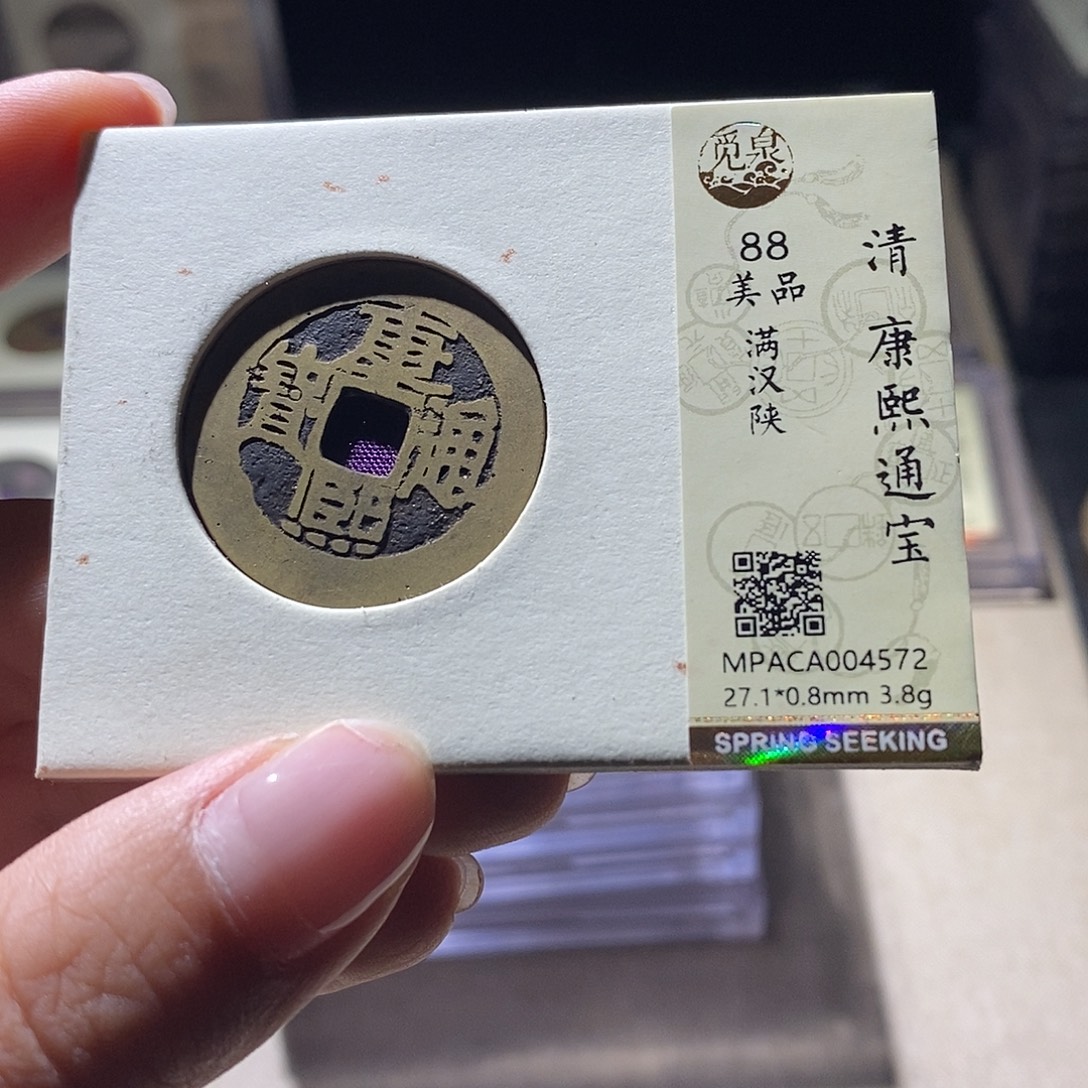 康熙通寶
覓泉
88
美品
满汉陕
清 康熙通宝
MPACA004572
27.1*0.8mm 3.8g
SPRING SEEKING